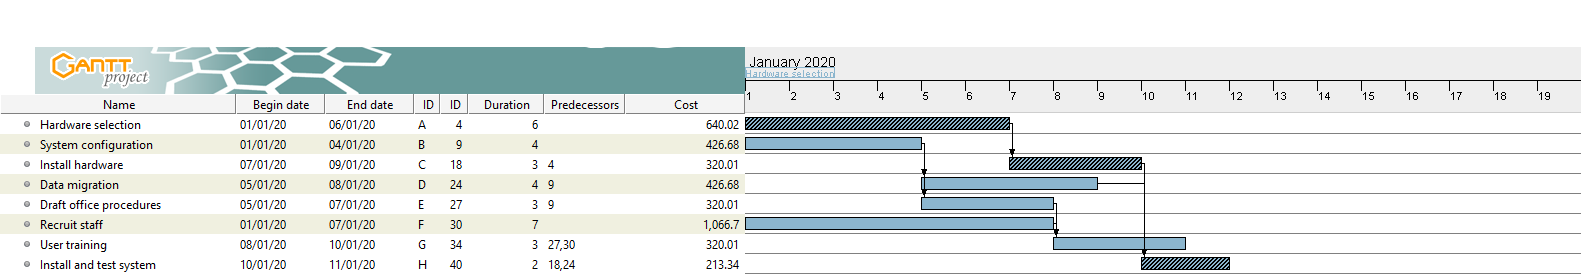 GANTT
project
January 2020
Hardware selection
1 2 3 4 5 6 7 8 9 10 11 12 13 14 15 16 17 18 19
Name Begin date End date ID ID Duration Predecessors Cost
Hardware selection 01/01/20 06/01/20 A 4 6 640.02
System configuration 01/01/20 04/01/20 B 9 4 426.68
Install hardware 07/01/20 09/01/20 C 18 3 4 320.01
Data migration 05/01/20 08/01/20 D 24 4 9 426.68
Draft office procedures 05/01/20 07/01/20 E 27 3 9 320.01
Recruit staff 01/01/20 07/01/20 F 30 7 1,066.7
User training 08/01/20 10/01/20 G 34 3 27,30 320.01
Install and test system 10/01/20 11/01/20 H 40 2 18,24 213.34